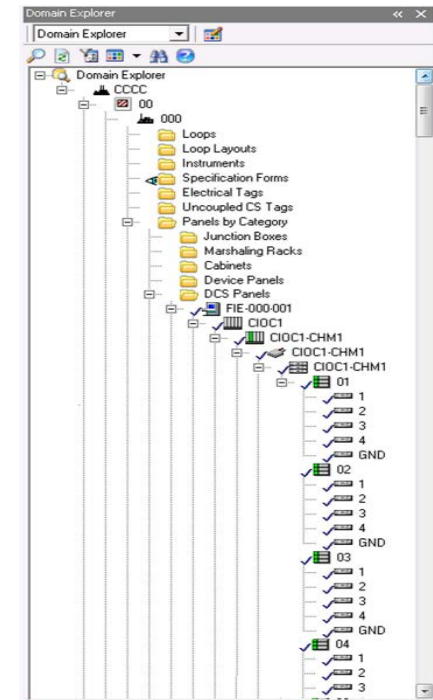 Domain Explorer
Domain Explorer
Domain Explorer
CCCC
00
000
Loops
Loop Layouts
Instruments
Specification Forms
Electrical Tags
Uncoupled CS Tags
Panels by Category
Junction Boxes
Marshaling Racks
Cabinets
Device Panels
DCS Panels
FIE-000-001
CIOC1
CIOC1-CHM1
CIOC1-CHM1
CIOC1-CHM1
01
1
2
3
4
GND
02
1
2
3
4
GND
03
1
2
3
4
GND
04
1
2
3